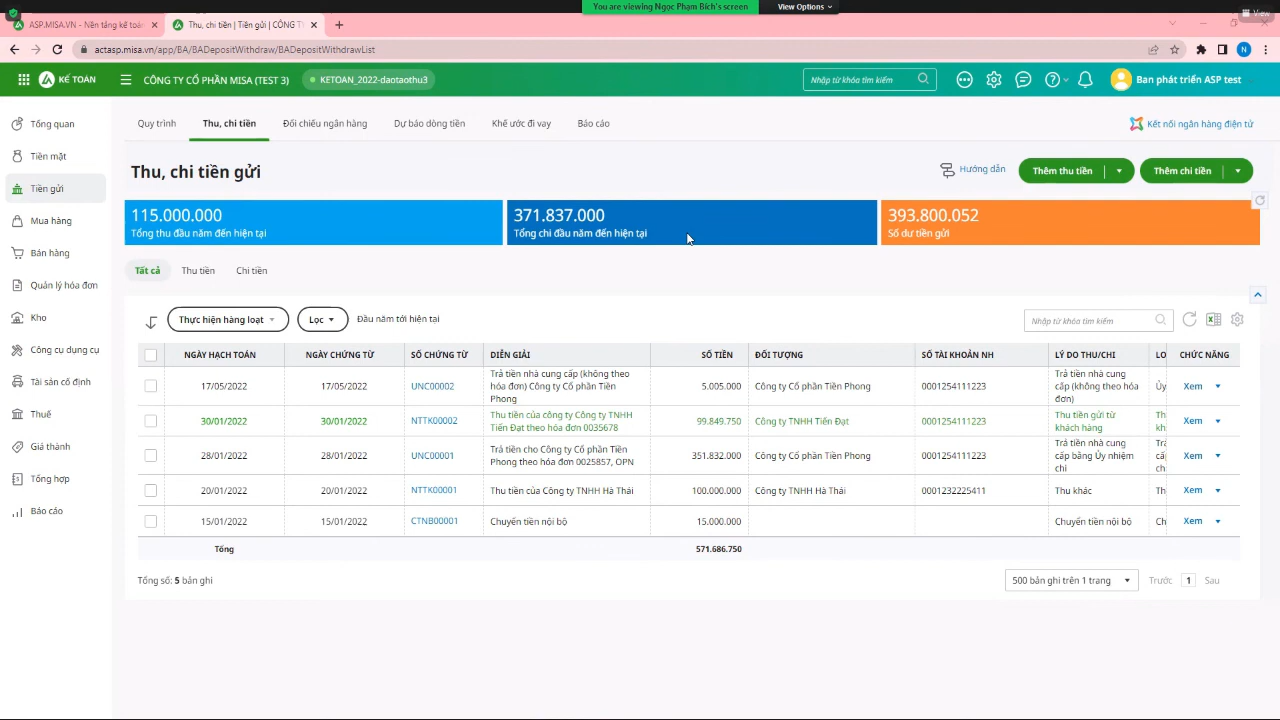 You are viewing Ngọc Phạm Bích's screen
View Options
View
ASP.MISA.VN - Nền tảng kế toán
Thu, chi tiền | Tiền gửi | CÔNG T
actasp.misa.vn/app/BA/BADepositWithdraw/BADepositWithdrawList
N
KẾ TOÁN
CÔNG TY CỔ PHẦN MISA (TEST 3)
KETOAN_2022-daotaothu3
Nhập từ khóa tìm kiếm
Ban phát triển ASP test
Tổng quan
Tiền mặt
Tiền gửi
Mua hàng
Bán hàng
Quản lý hóa đơn
Kho
Công cụ dụng cụ
Tài sản cố định
Thuế
Giá thành
Tổng hợp
Báo cáo
Quy trình
Thu, chi tiền
Đối chiếu ngân hàng
Dự báo dòng tiền
Khế ước đi vay
Báo cáo
Kết nối ngân hàng điện tử
Thu, chi tiền gửi
Hướng dẫn
Thêm thu tiền
Thêm chi tiền
115.000.000
Tổng thu đầu năm đến hiện tại
371.837.000
Tổng chi đầu năm đến hiện tại
393.800.052
Số dư tiền gửi
Tất cả
Thu tiền
Chi tiền
Thực hiện hàng loạt
Lọc
Đầu năm tới hiện tại
Nhập từ khóa tìm kiếm
NGÀY HẠCH TOÁN
NGÀY CHỨNG TỪ
SỐ CHỨNG TỪ
DIỄN GIẢI
SỐ TIỀN
ĐỐI TƯỢNG
SỐ TÀI KHOẢN NH
LÝ DO THU/CHI
LO
CHỨC NĂNG
17/05/2022
17/05/2022
UNC00002
Trả tiền nhà cung cấp (không theo
hóa đơn) Công ty Cổ phần Tiền
Phong
5.005.000
Công ty Cổ phần Tiền Phong
0001254111223
Trả tiền nhà cung
cấp (không theo hóa
đơn)
Ủy
Xem
30/01/2022
30/01/2022
NTTK00002
Thu tiền của công ty Công ty TNHH
Tiến Đạt theo hóa đơn 0035678
99.849.750
Công ty TNHH Tiến Đạt
0001254111223
Thu tiền gửi từ
khách hàng
Th
kh
Xem
28/01/2022
28/01/2022
UNC00001
Trả tiền cho Công ty Cổ phần Tiền
Phong theo hóa đơn 0025857, OPN
351.832.000
Công ty Cổ phần Tiền Phong
0001254111223
Trả tiền nhà cung
cấp bằng Ủy nhiệm
chi
Trả
cấp
ch
Xem
20/01/2022
20/01/2022
NTTK00001
Thu tiền của Công ty TNHH Hà Thái
100.000.000
Công ty TNHH Hà Thái
0001232225411
Thu khác
Th
Xem
15/01/2022
15/01/2022
CTNB00001
Chuyển tiền nội bộ
15.000.000
Chuyển tiền nội bộ
Ch
Xem
Tổng
571.686.750
Tổng số: 5 bản ghi
500 bản ghi trên 1 trang
Trước
1
Sau